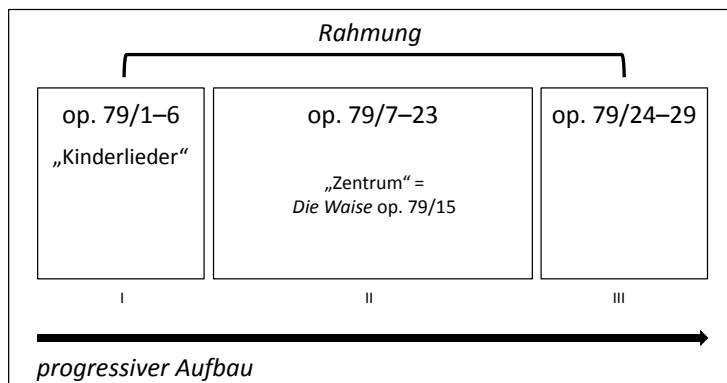 Rahmung
op. 79/1–6
„Kinderlieder“
op. 79/7–23
„Zentrum“ =
Die Waise op. 79/15
op. 79/24–29
I
II
III
progressiver Aufbau